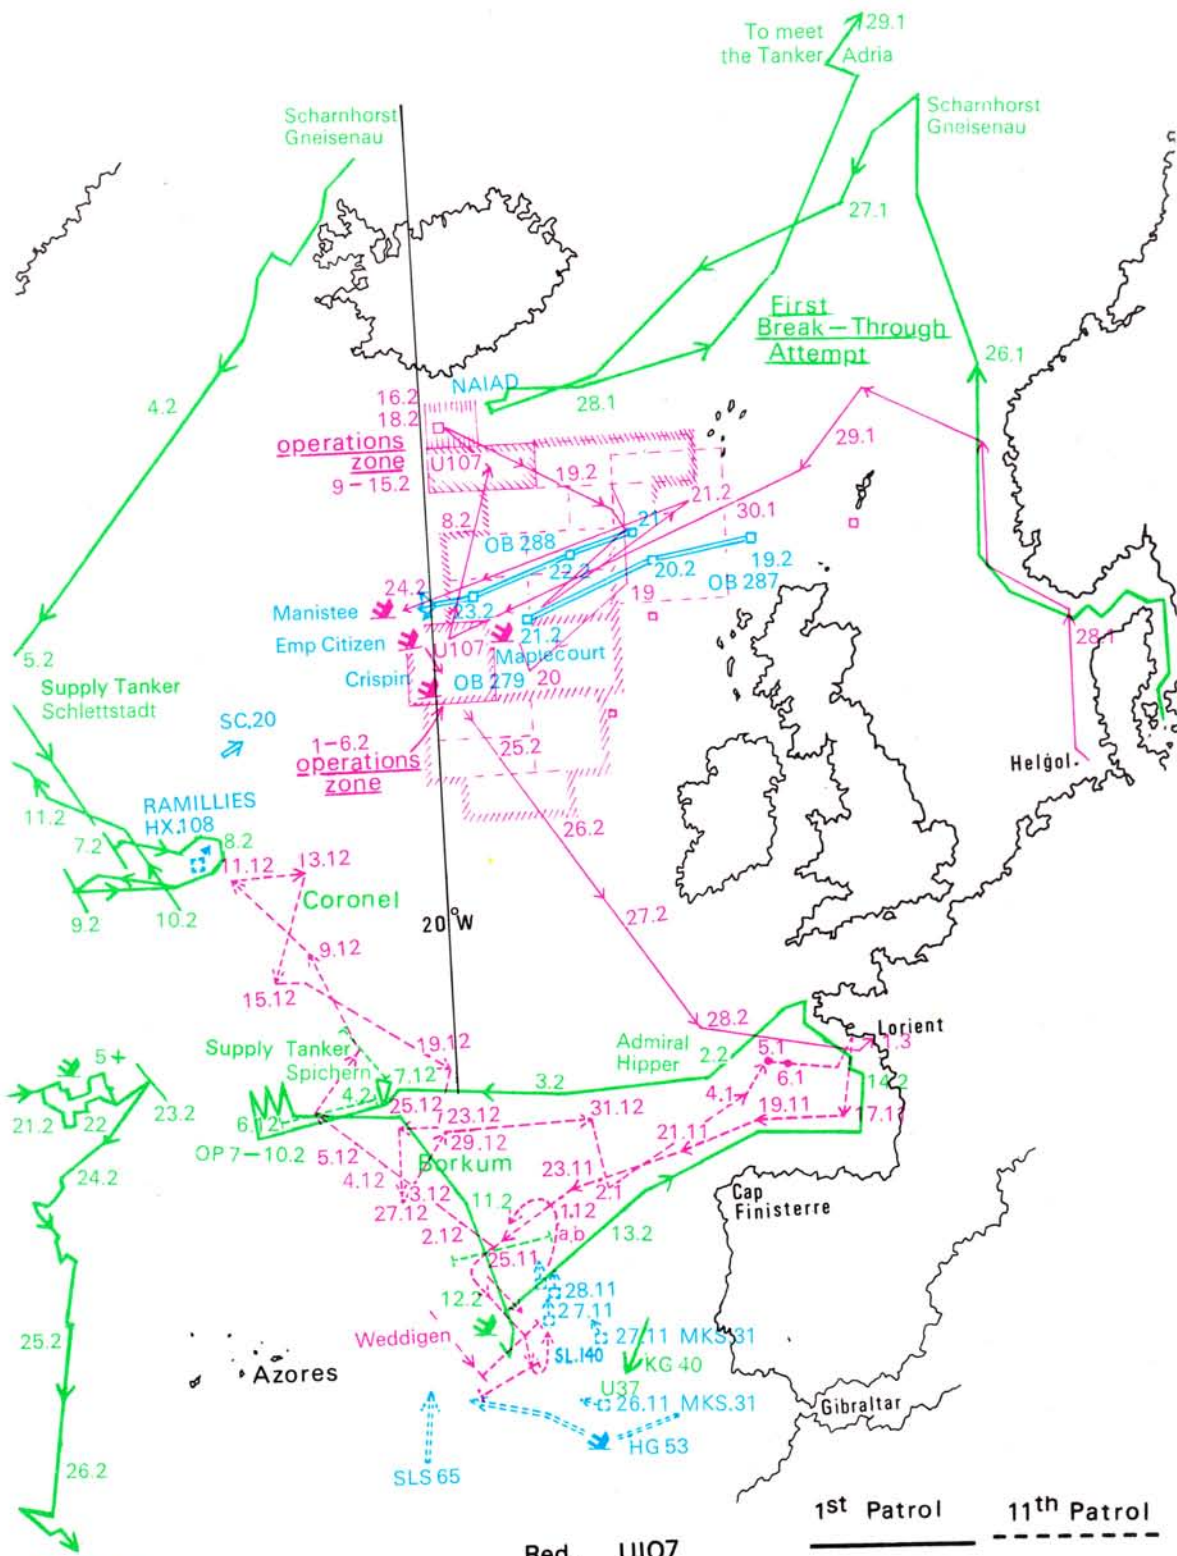 To meet
the Tanker
29.1
Adria
Scharnhorst
Gneisenau
Scharnhorst
Gneisenau
27.1
First
Break-Through
Attempt
26.1
NAIAD
28.1
4.2
16.2
18.2
operations
zone
9-15.2
U107
19.2
29.1
21.2
30.1
8.2
21
OB 288
22.2
20.2
19.2
OB 287
24.2
23.2
19
Manistee
Emp Citizen
U107
21.2
Maplecourt
28.1
Crispin
OB 279
20
5.2
Supply Tanker
Schlettstadt
SC.20
1-6.2
operations
zone
25.2
Helgol.
RAMILLIES
HX.108
11.2
7.2
8.2
26.2
11.12
13.12
Coronel
9.2
10.2
20°W
27.2
9.12
15.12
28.2
Lorient
1.3
19.12
Supply Tanker
Spichern
Admiral
Hipper
2.2
5.1
6.1
14.2
5+
7.12
3.2
4.2
4.1
21.2
22
23.2
6.12
25.12
23.12
31.12
19.11
17.11
OP 7-10.2
29.12
21.11
5.12
Borkum
24.2
4.12
3.12
23.11
2.1
27.12
11.2
1.12
Cap
Finisterre
2.12
a,b
13.2
25.11
12.2
28.11
27.11
25.2
Weddigen
SL.140
27.11 MKS.31
KG 40
Azores
U37
26.11 MKS.31
Gibraltar
HG 53
26.2
SLS 65
1st Patrol
11th Patrol
Red
U107